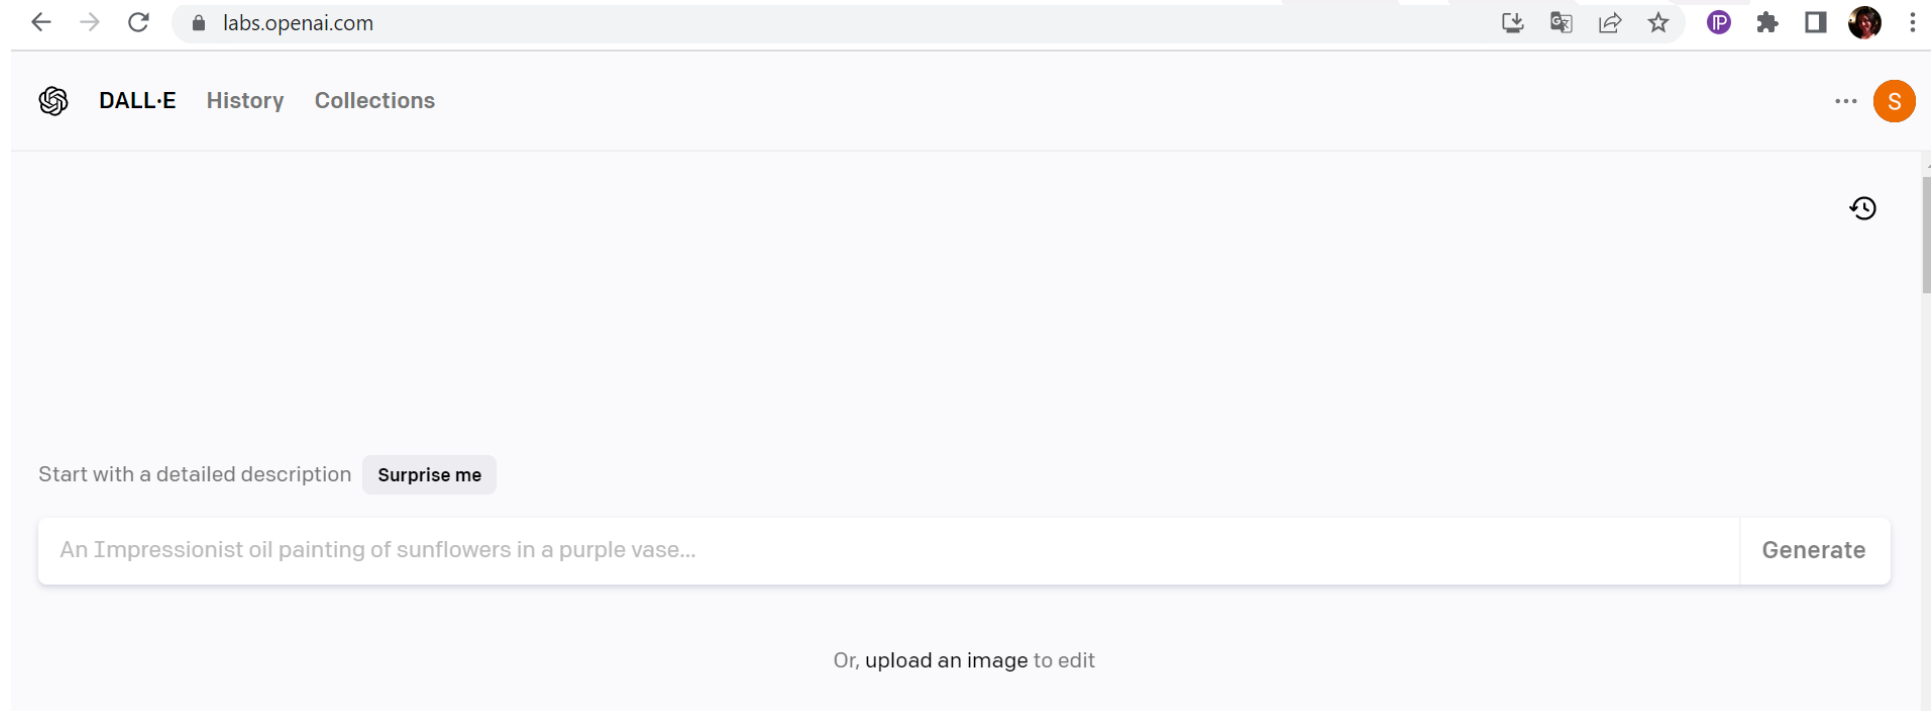 labs.openai.com
DALL·E History Collections
S
Start with a detailed description Surprise me
An Impressionist oil painting of sunflowers in a purple vase...
Generate
Or, upload an image to edit